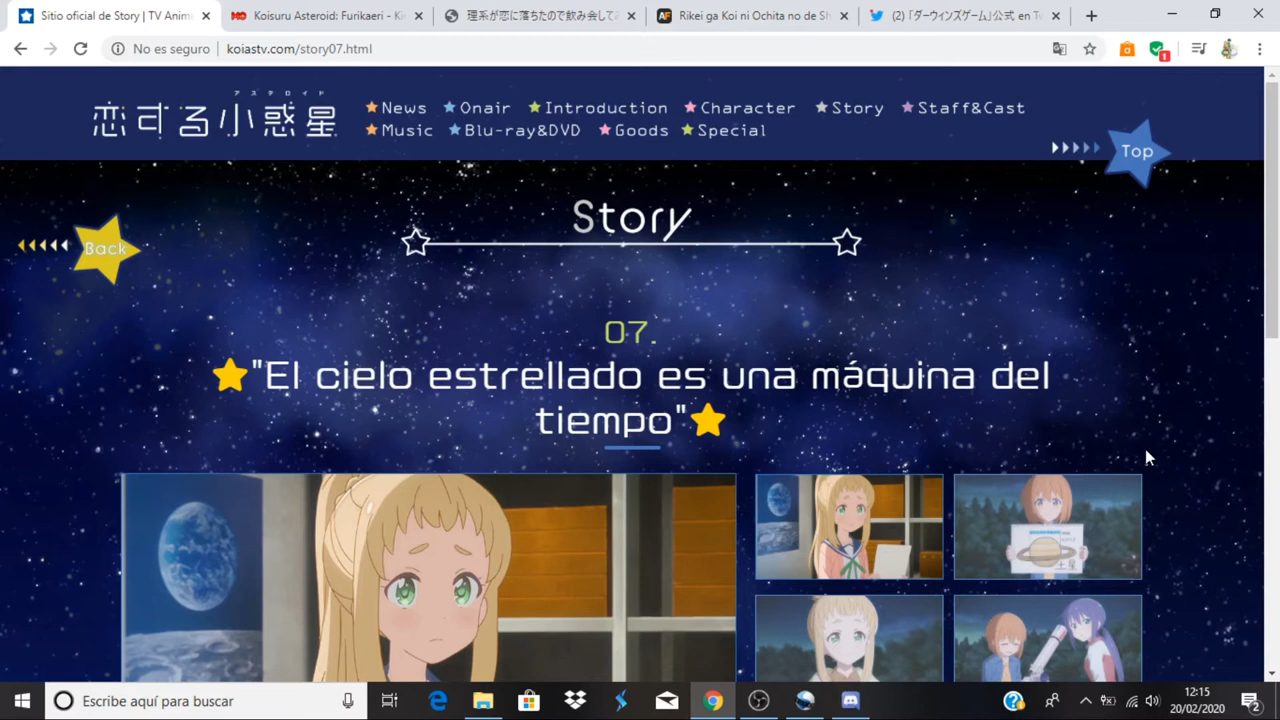 Sitio oficial de Story | TV Anime
Koisuru Asteroid: Furikaeri - Ki
理系が恋に落ちたので飲み会して
Rikei ga Koi ni Ochita no de Sh
(2) 「ダーウィンズゲーム」公式 en Tw
No es seguro
koiastv.com/story07.html
1
アステロイド
恋する小惑星
News
Onair
Introduction
Character
Story
Staff&Cast
Music
Blu-ray&DVD
Goods
Special
Top
Back
Story
07.
"El cielo estrellado es una máquina del
tiempo"
土星
Escribe aquí para buscar
12:15
20/02/2020
2